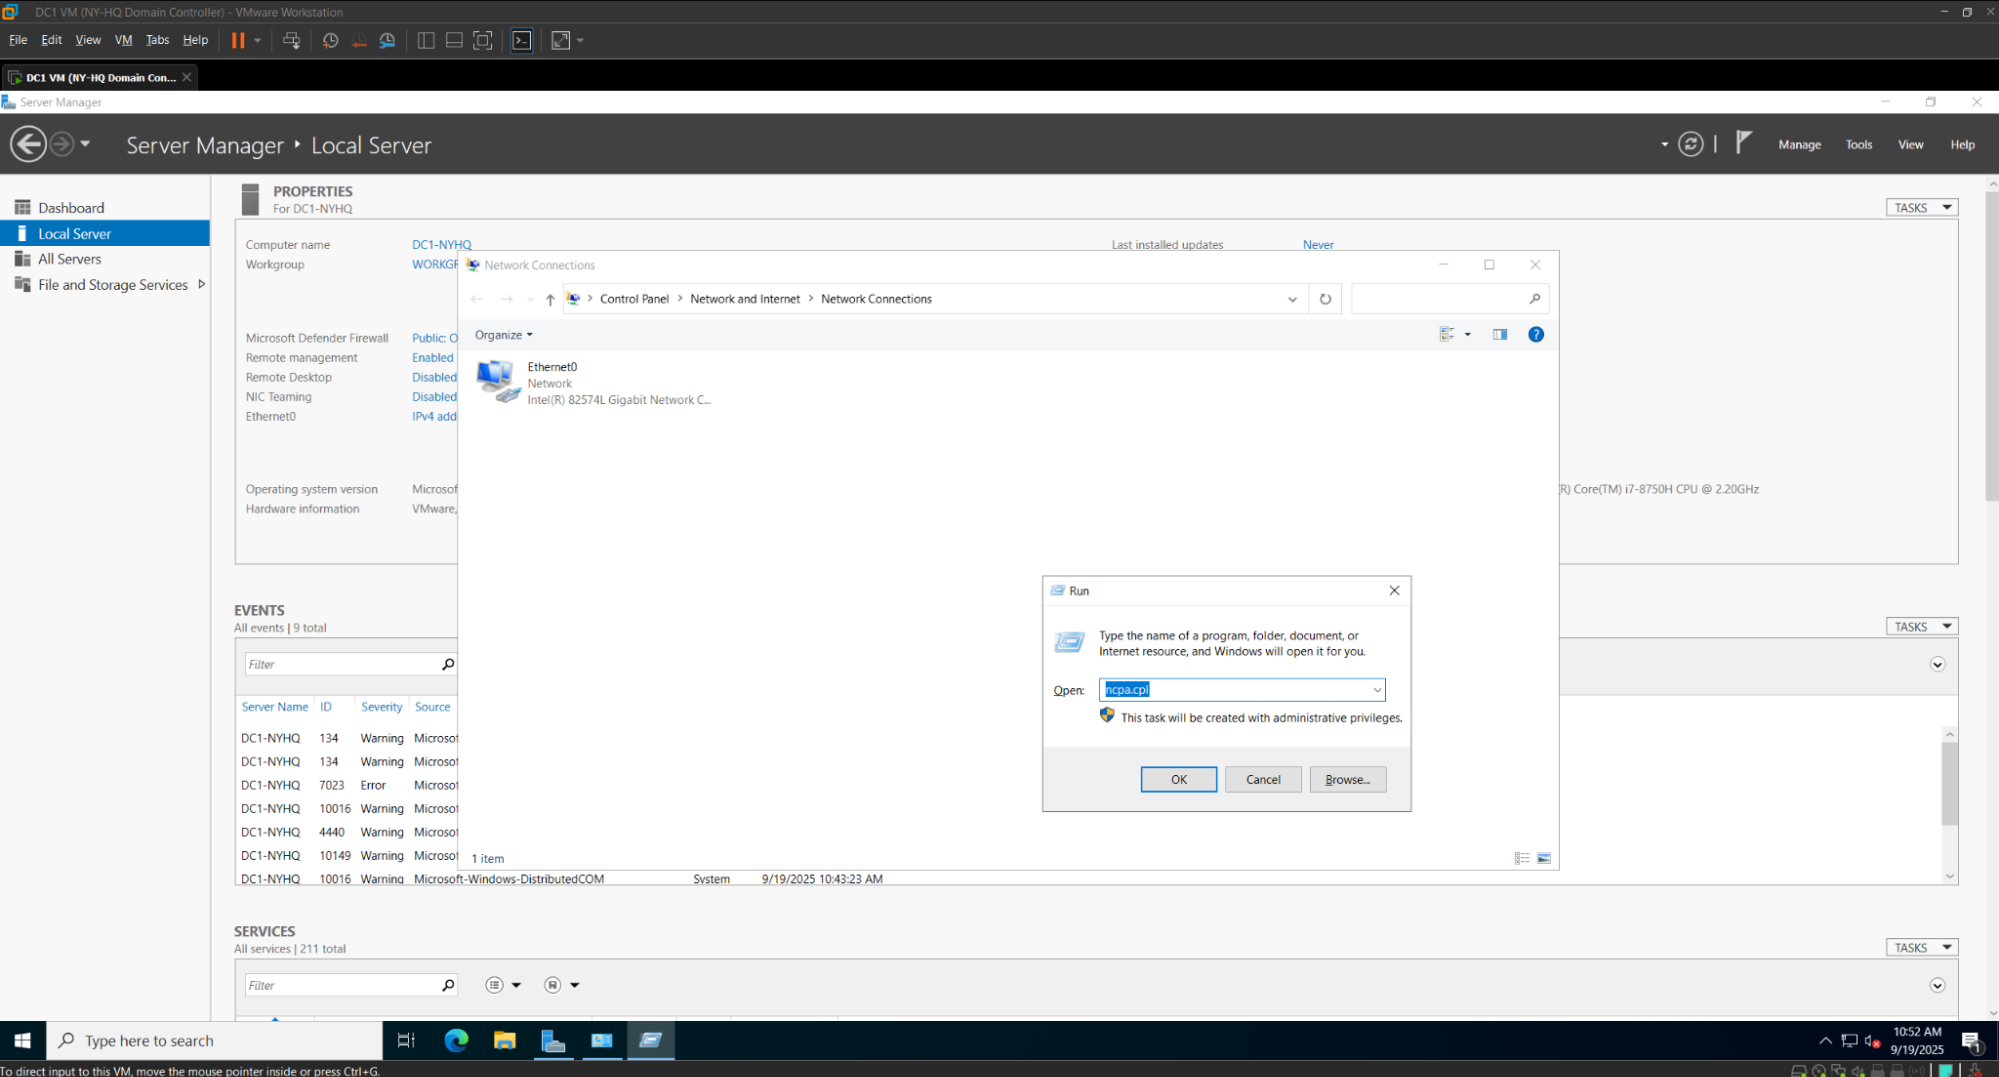 DC1 VM (NY-HQ Domain Controller) - VMware Workstation
File Edit View VM Tabs Help
DC1 VM (NY-HQ Domain Con...
Server Manager
Server Manager Local Server
Manage Tools View Help
Dashboard
Local Server
All Servers
File and Storage Services
PROPERTIES
For DC1-NYHQ
TASKS
Computer name DC1-NYHQ
Last installed updates Never
Workgroup WORKGR
Microsoft Defender Firewall Public: O
Remote management Enabled
Remote Desktop Disabled
NIC Teaming Disabled
Ethernet0 IPv4 add
Operating system version Microsof
Hardware information VMware,
(R) Core(TM) i7-8750H CPU @ 2.20GHz
Network Connections
Control Panel Network and Internet Network Connections
Organize
Ethernet0
Network
Intel(R) 82574L Gigabit Network C...
1 item
Run
Type the name of a program, folder, document, or
Internet resource, and Windows will open it for you.
Open: ncpa.cpl
This task will be created with administrative privileges.
OK Cancel Browse...
EVENTS
All events | 9 total
TASKS
Filter
Server Name ID Severity Source
DC1-NYHQ 134 Warning Microsof
DC1-NYHQ 134 Warning Microsof
DC1-NYHQ 7023 Error Microsof
DC1-NYHQ 10016 Warning Microsof
DC1-NYHQ 4440 Warning Microsof
DC1-NYHQ 10149 Warning Microsof
DC1-NYHQ 10016 Warning Microsoft-Windows-DistributedCOM System 9/19/2025 10:43:23 AM
SERVICES
All services | 211 total
TASKS
Filter
Type here to search
10:52 AM
9/19/2025
1
To direct input to this VM, move the mouse pointer inside or press Ctrl+G.